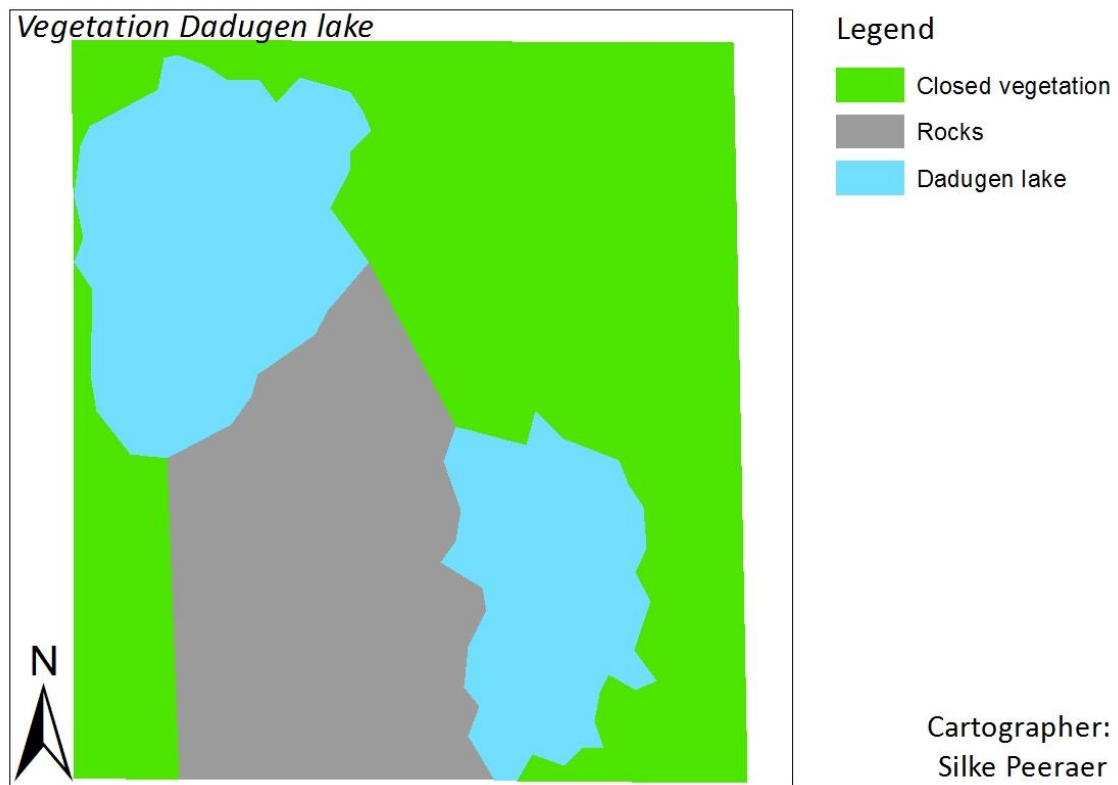 Vegetation Dadugen lake
Legend
Closed vegetation
Rocks
Dadugen lake
N
Cartographer:
Silke Peeraer